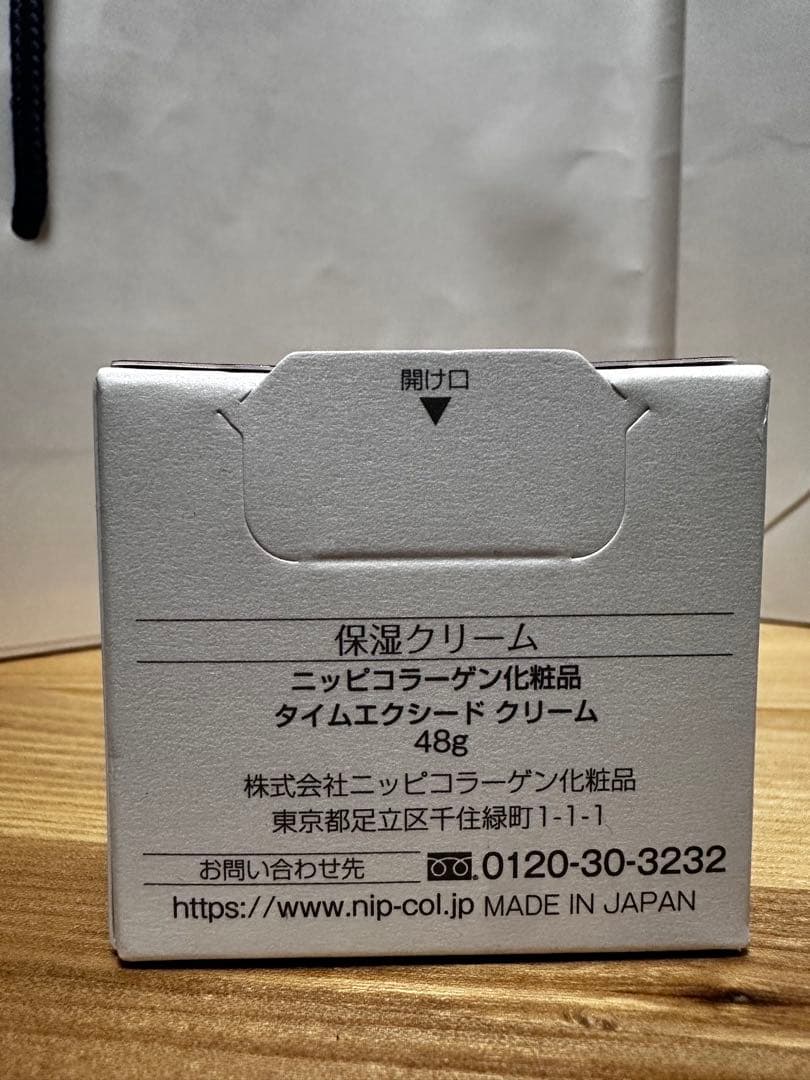 開け口
▼
保湿クリーム
ニッピコラーゲン化粧品
タイムエクシード クリーム
48g
株式会社ニッピコラーゲン化粧品
東京都足立区千住緑町1-1-1
お問い合わせ先 0120-30-3232
https://www.nip-col.jp MADE IN JAPAN